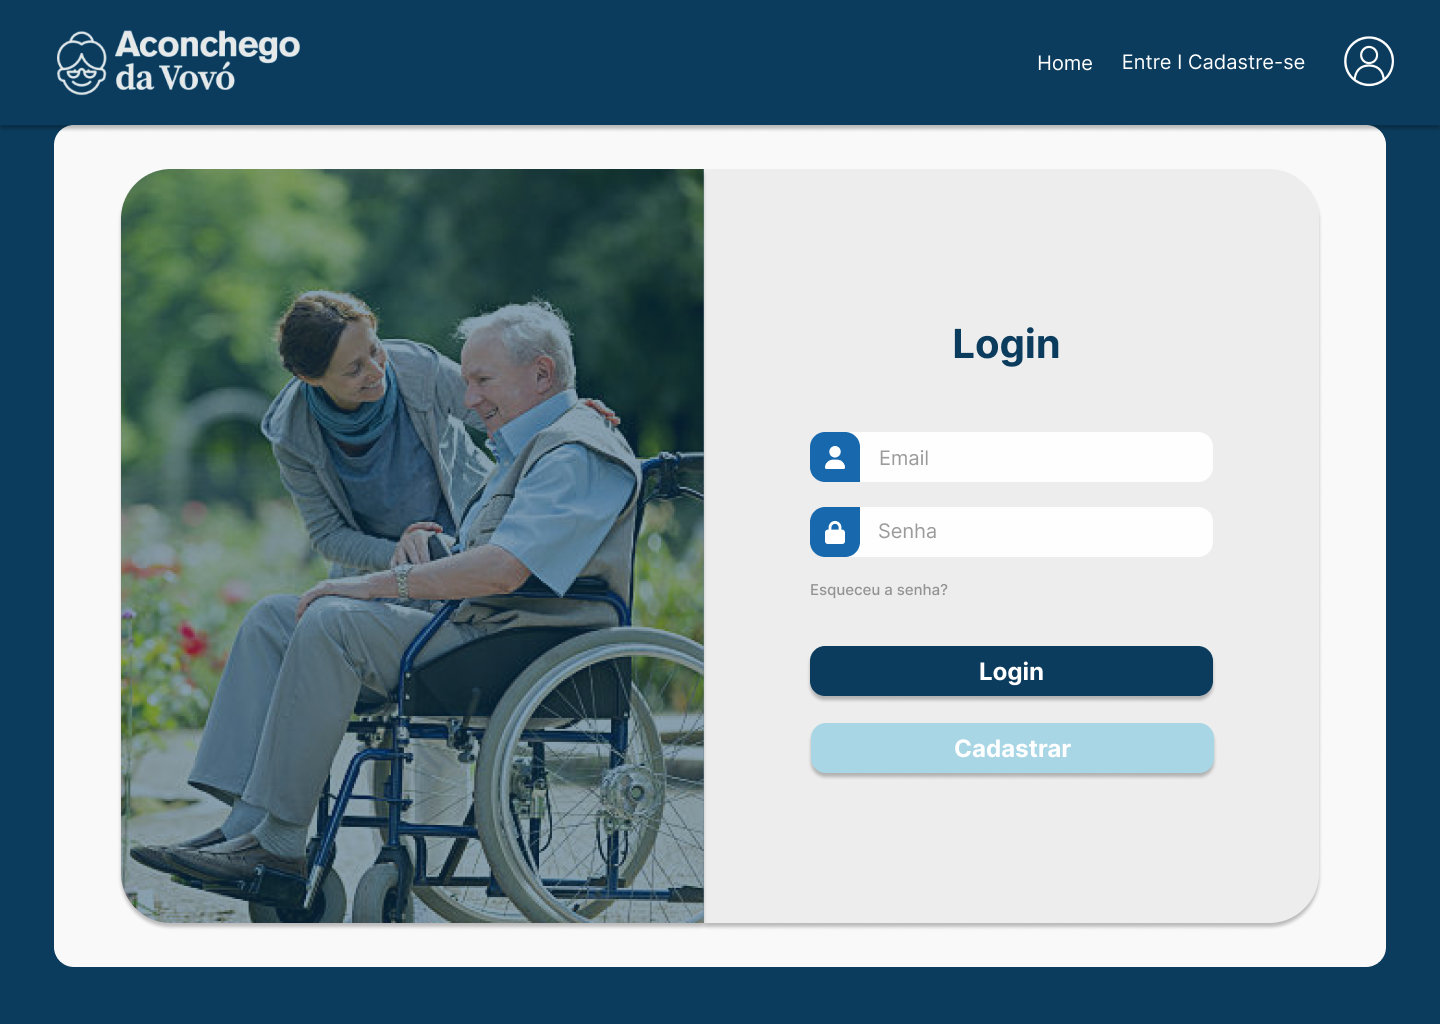 Aconchego
da Vovó
Home
Entre I Cadastre-se
Login
Email
Senha
Esqueceu a senha?
Login
Cadastrar